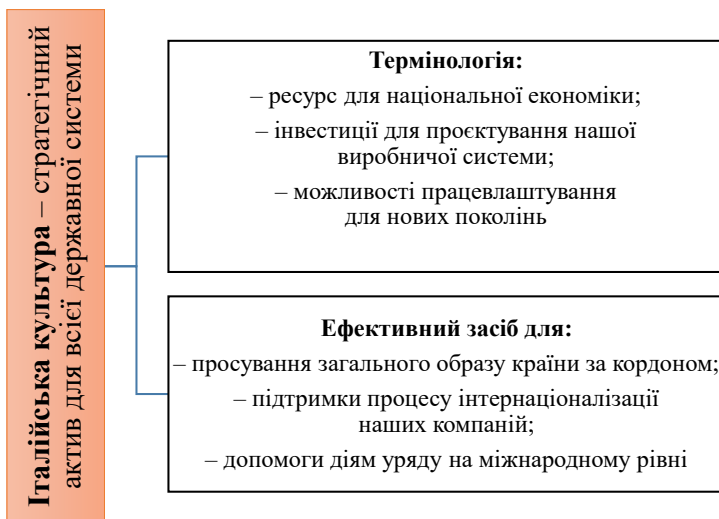 Італійська культура – стратегічний
актив для всієї державної системи
Термінологія:
– ресурс для національної економіки;
– інвестиції для проєктування нашої
виробничої системи;
– можливості працевлаштування
для нових поколінь
Ефективний засіб для:
– просування загального образу країни за кордоном;
– підтримки процесу інтернаціоналізації
наших компаній;
– допомоги діям уряду на міжнародному рівні